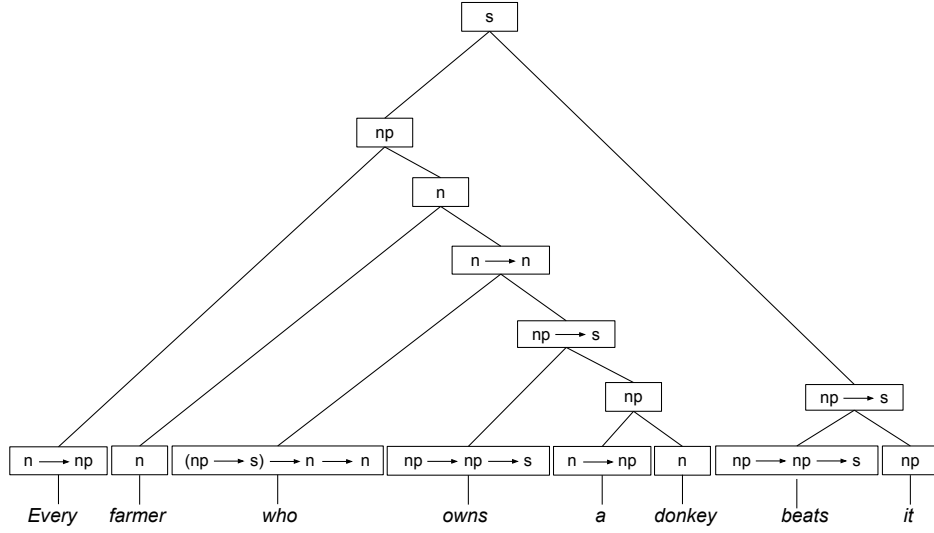 s
np
n
n → n
np → s
np
np → s
n → np n (np → s) → n → n np → np → s n → np n np → np → s np
Every farmer who owns a donkey beats it